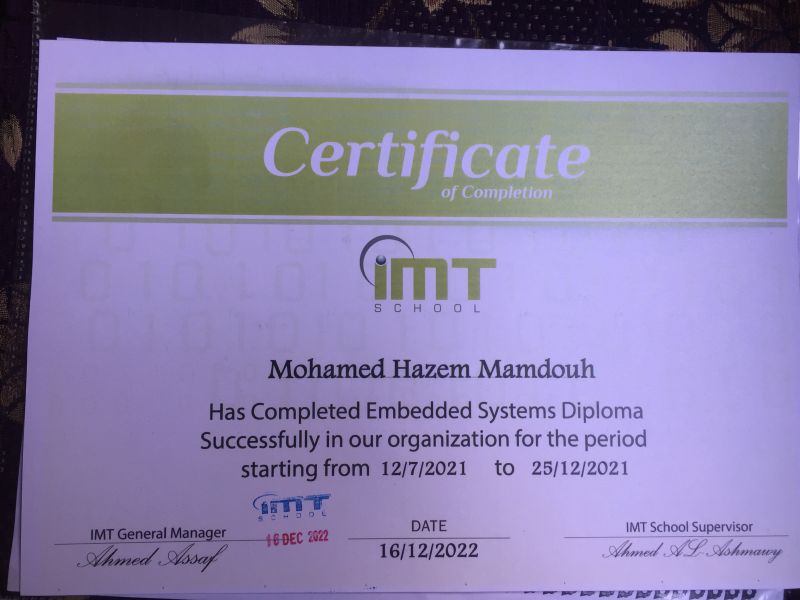 Certificate
of Completion
iMT
SCHOOL
Mohamed Hazem Mamdouh
Has Completed Embedded Systems Diploma
Successfully in our organization for the period
starting from 12/7/2021 to 25/12/2021
iMT
SCHOOL
16 DEC 2022
IMT General Manager
Ahmed Assaf
DATE
16/12/2022
IMT School Supervisor
Ahmed AL-Ashmawy